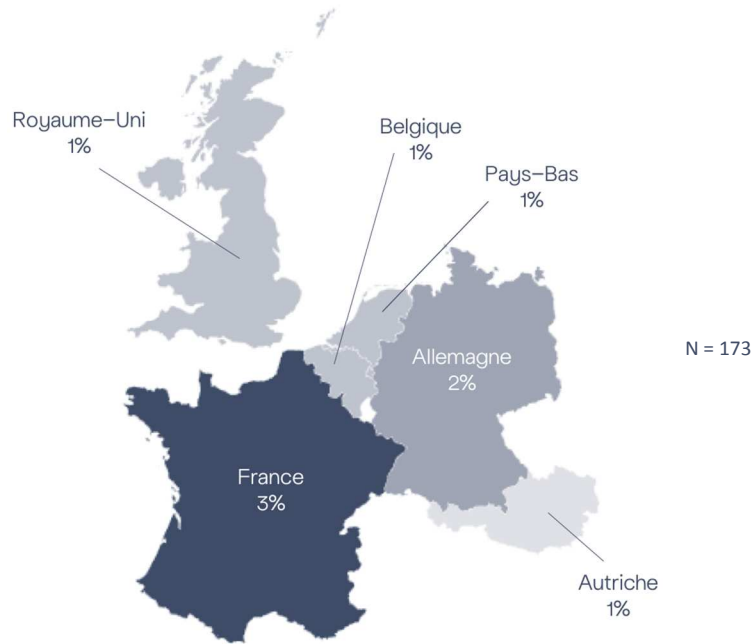 Royaume-Uni
1%
Belgique
1%
Pays-Bas
1%
Allemagne
2%
N = 173
France
3%
Autriche
1%